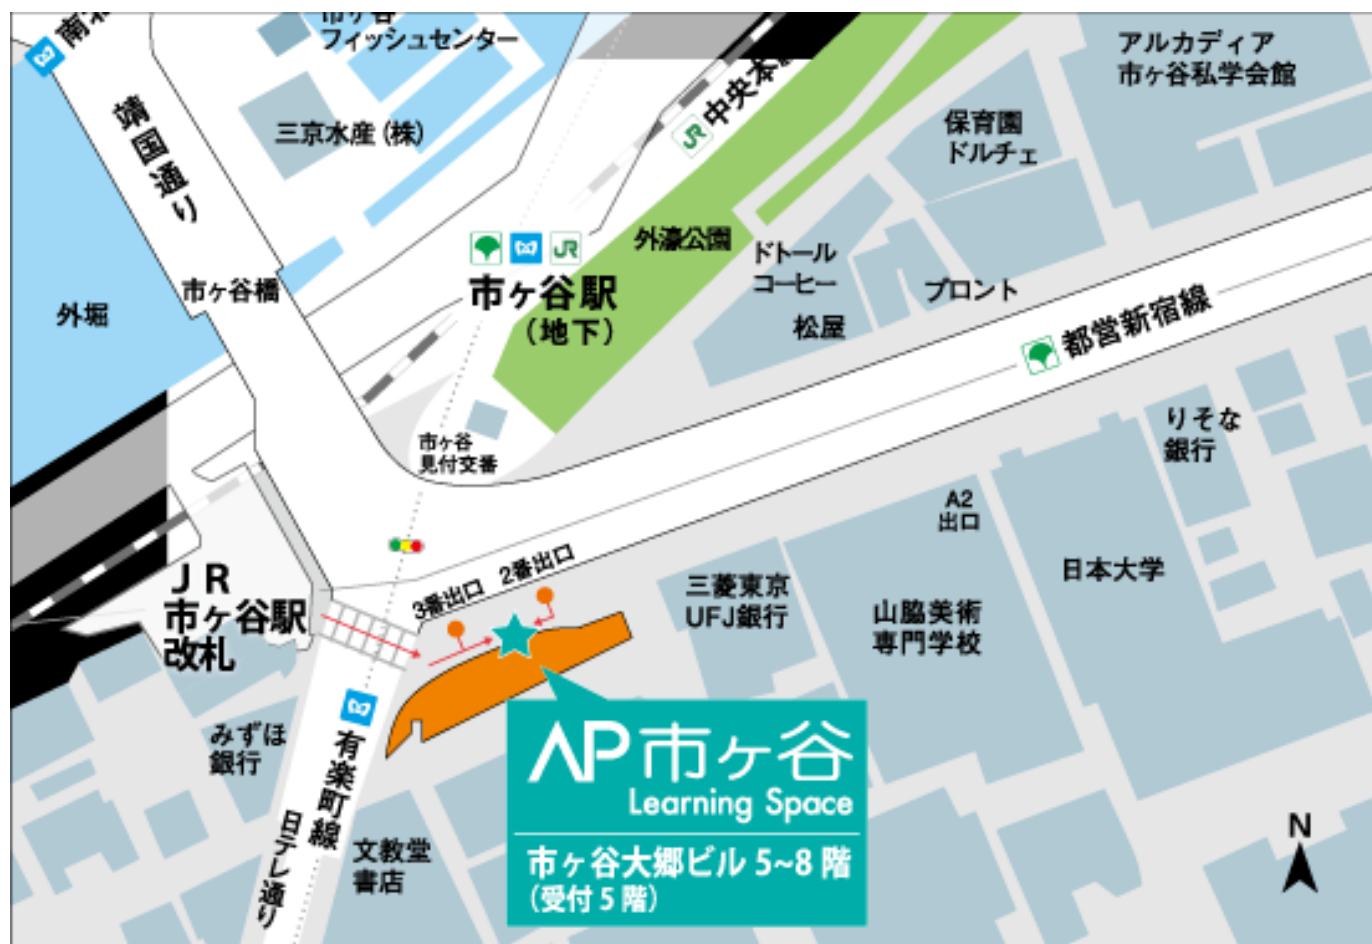 市ヶ谷
フィッシュセンター
アルカディア
市ヶ谷私学会館
靖国通り
三京水産(株)
中央本線
JR
保育園
ドルチェ
JR
外濠公園
ドトール
コーヒー
市ヶ谷橋
市ヶ谷駅
(地下)
プロント
外堀
松屋
都営新宿線
りそな
銀行
市ヶ谷
見付交番
A2
出口
2番出口
3番出口
日本大学
JR
市ヶ谷駅
改札
三菱東京
UFJ銀行
山脇美術
専門学校
みずほ
銀行
有楽町線
AP市ヶ谷
Learning Space
日テレ通り
文教堂
書店
市ヶ谷大郷ビル 5~8 階
(受付 5 階)
N